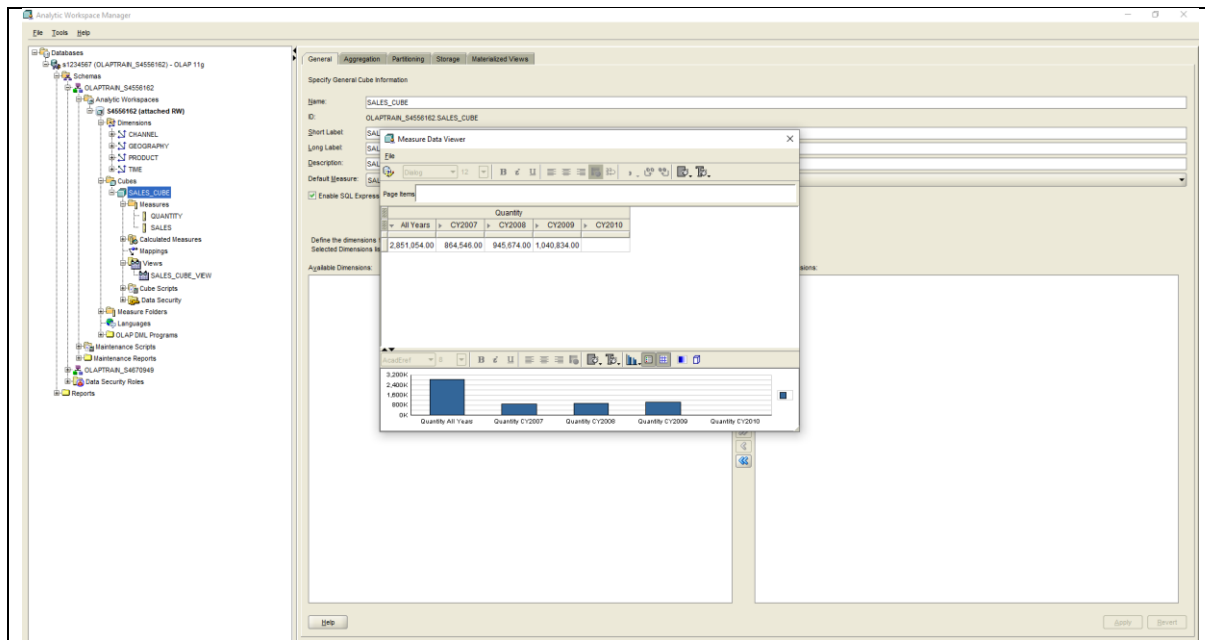 Analytic Workspace Manager
File Tools Help
Databases
s1234567 (OLAPTRAIN_S4556162) - OLAP 11g
Schemas
OLAPTRAIN_S4556162
Analytic Workspaces
S4556162 (attached RW)
Dimensions
CHANNEL
GEOGRAPHY
PRODUCT
TIME
Cubes
SALES_CUBE
Measures
QUANTITY
SALES
Calculated Measures
Mappings
Views
SALES_CUBE_VIEW
Cube Scripts
Data Security
Measure Folders
Languages
OLAP DML Programs
Maintenance Scripts
Maintenance Reports
OLAPTRAIN_S4670949
Data Security Roles
Reports
General Aggregation Partitioning Storage Materialized Views
Specify General Cube Information
Name: SALES_CUBE
ID: OLAPTRAIN_S4556162.SALES_CUBE
Short Label: SAL
Long Label: SAL
Description: SAL
Default Measure: SAL
Enable SQL Express
Define the dimensions
Selected Dimensions
Available Dimensions:
sions:
Measure Data Viewer
File
Dialog 12 B U
Page Items
Quantity
All Years CY2007 CY2008 CY2009 CY2010
2,851,054.00 864,546.00 945,674.00 1,040,834.00
B U
3,200K
2,400K
1,600K
800K
0K
Quantity All Years Quantity CY2007 Quantity CY2008 Quantity CY2009 Quantity CY2010
Help Apply Revert